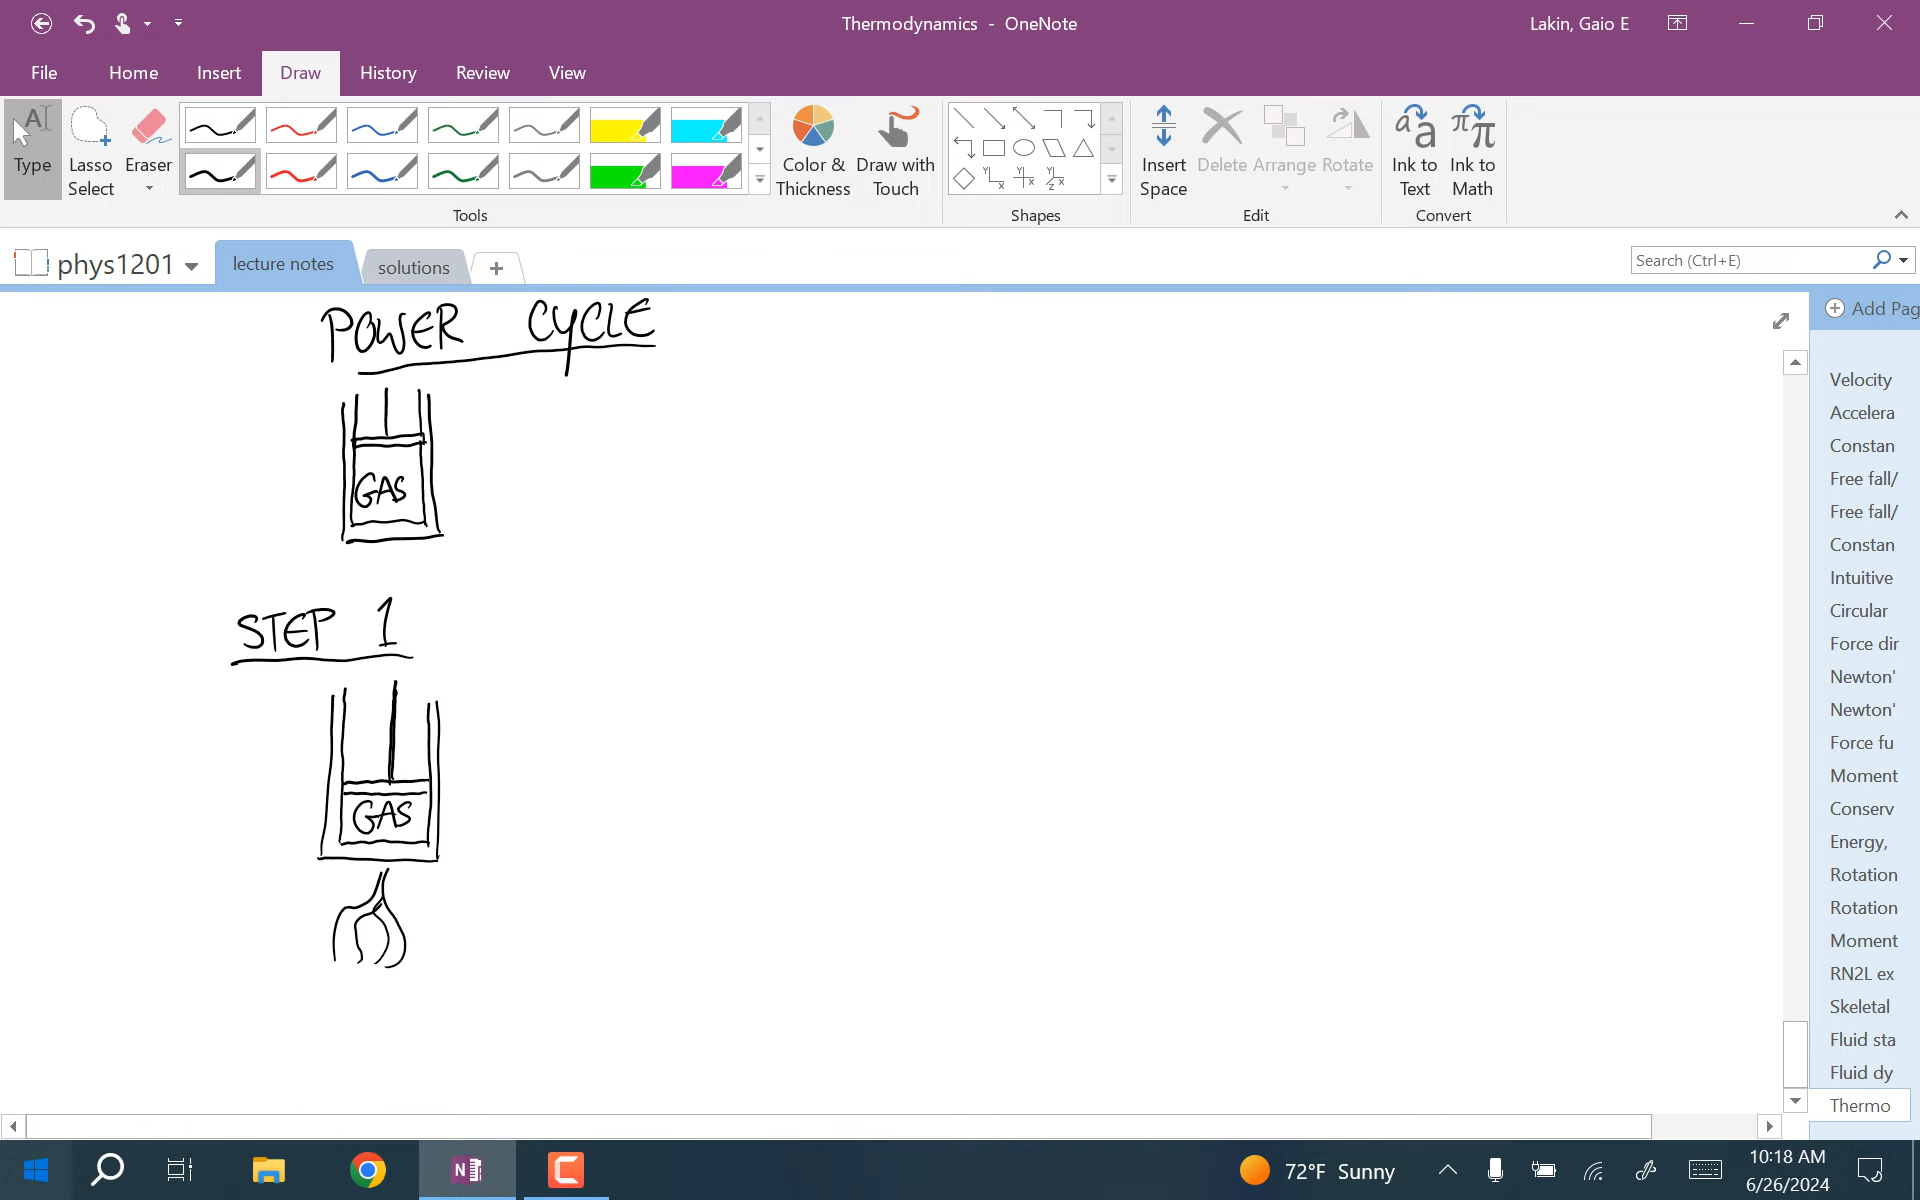 Thermodynamics - OneNote
Lakin, Gaio E
File
Home
Insert
Draw
History
Review
View
Type
Lasso Select
Eraser
Color & Thickness
Draw with Touch
Insert Space
Delete
Arrange
Rotate
Ink to Text
Ink to Math
Tools
Shapes
Edit
Convert
phys1201
lecture notes
solutions
Search (Ctrl+E)
Add Pag
POWER CYCLE
GAS
STEP 1
GAS
Velocity
Accelera
Constan
Free fall/
Free fall/
Constan
Intuitive
Circular
Force dir
Newton'
Newton'
Force fu
Moment
Conserv
Energy,
Rotation
Rotation
Moment
RN2L ex
Skeletal
Fluid sta
Fluid dy
Thermo
72°F Sunny
10:18 AM
6/26/2024